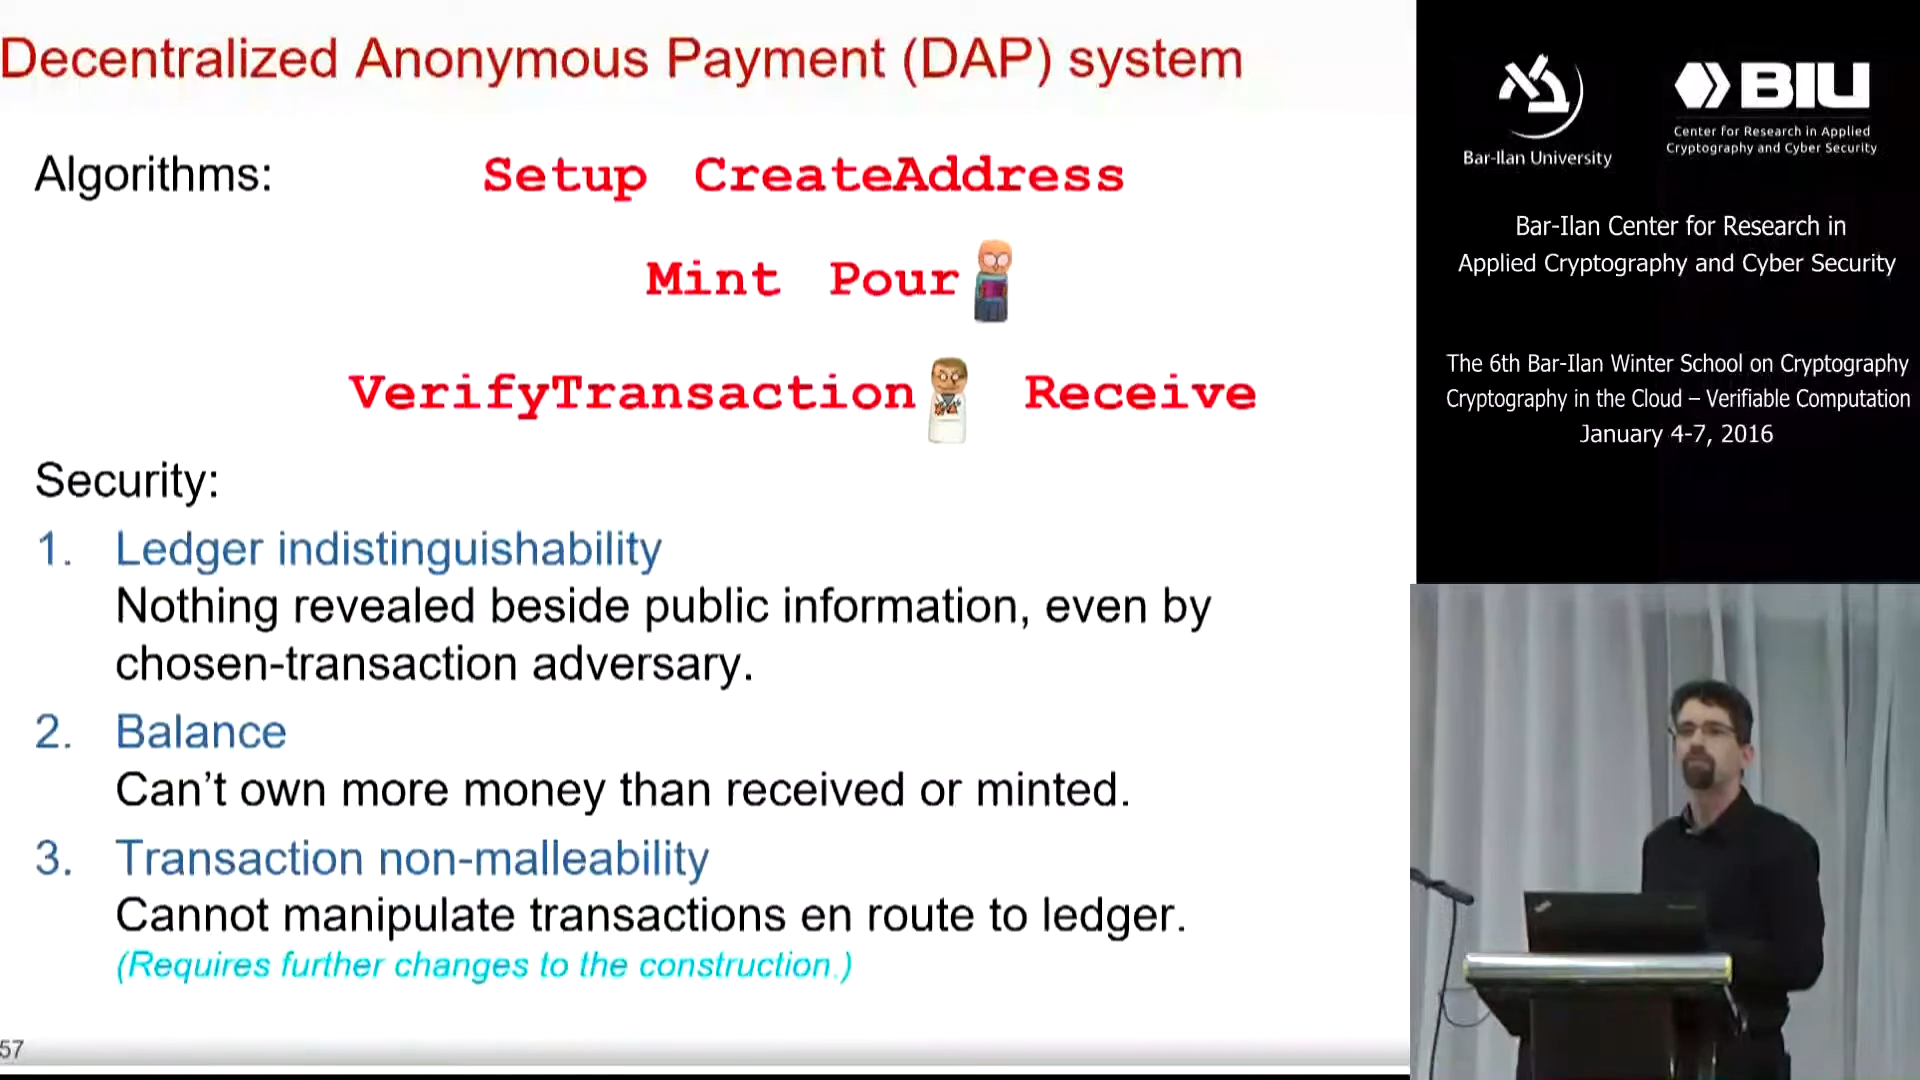 Decentralized Anonymous Payment (DAP) system
Algorithms:
Setup CreateAddress
Mint Pour
VerifyTransaction Receive
Security:
1. Ledger indistinguishability
Nothing revealed beside public information, even by
chosen-transaction adversary.
2. Balance
Can't own more money than received or minted.
3. Transaction non-malleability
Cannot manipulate transactions en route to ledger.
(Requires further changes to the construction.)
57
Bar-Ilan University
BIU
Center for Research in Applied
Cryptography and Cyber Security
Bar-Ilan Center for Research in
Applied Cryptography and Cyber Security
The 6th Bar-Ilan Winter School on Cryptography
Cryptography in the Cloud – Verifiable Computation
January 4-7, 2016